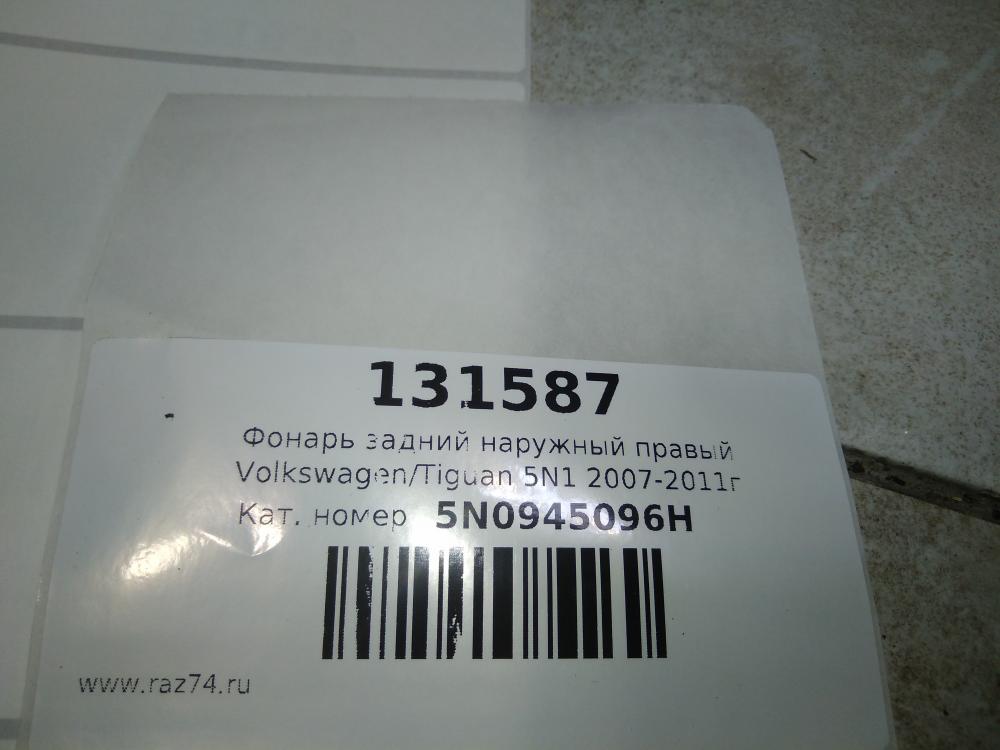 131587
Фонарь задний наружный правый
Volkswagen/Tiguan 5N1 2007-2011г
Кат. номер 5N0945096H
www.raz74.ru